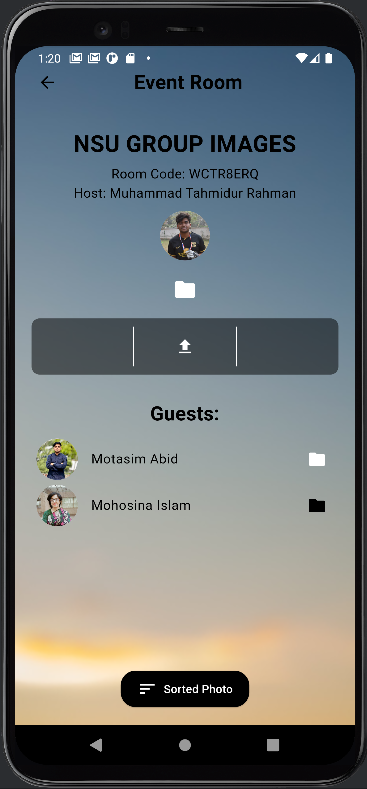 1:20
Event Room
NSU GROUP IMAGES
Room Code: WCTR8ERQ
Host: Muhammad Tahmidur Rahman
Guests:
Motasim Abid
Mohosina Islam
Sorted Photo